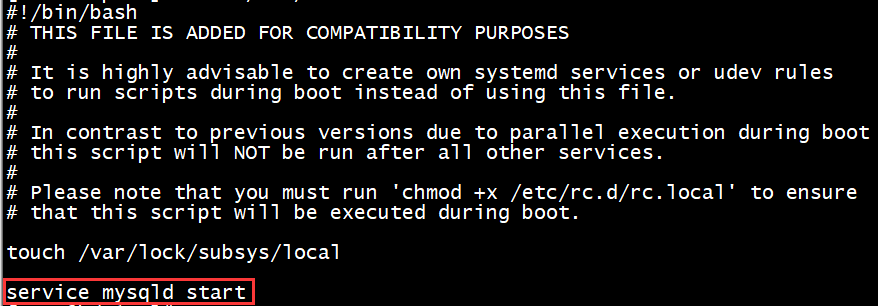 #!/bin/bash
# THIS FILE IS ADDED FOR COMPATIBILITY PURPOSES
#
# It is highly advisable to create own systemd services or udev rules
# to run scripts during boot instead of using this file.
#
# In contrast to previous versions due to parallel execution during boot
# this script will NOT be run after all other services.
#
# Please note that you must run 'chmod +x /etc/rc.d/rc.local' to ensure
# that this script will be executed during boot.
touch /var/lock/subsys/local
service mysqld start